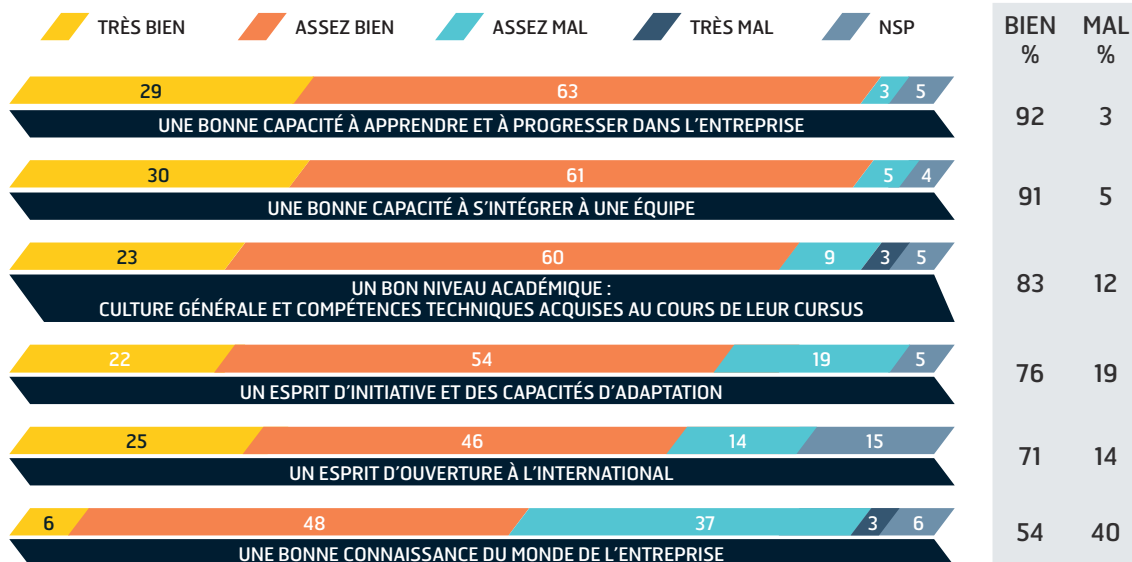 TRÈS BIEN ASSEZ BIEN ASSEZ MAL TRÈS MAL NSP BIEN MAL
% %
29 63 3 5
UNE BONNE CAPACITÉ À APPRENDRE ET À PROGRESSER DANS L'ENTREPRISE 92 3
30 61 5 4
UNE BONNE CAPACITÉ À S'INTÉGRER À UNE ÉQUIPE 91 5
23 60 9 3 5
UN BON NIVEAU ACADÉMIQUE : 83 12
CULTURE GÉNÉRALE ET COMPÉTENCES TECHNIQUES ACQUISES AU COURS DE LEUR CURSUS
22 54 19 5
UN ESPRIT D'INITIATIVE ET DES CAPACITÉS D'ADAPTATION 76 19
25 46 14 15
UN ESPRIT D'OUVERTURE À L'INTERNATIONAL 71 14
6 48 37 3 6
UNE BONNE CONNAISSANCE DU MONDE DE L'ENTREPRISE 54 40